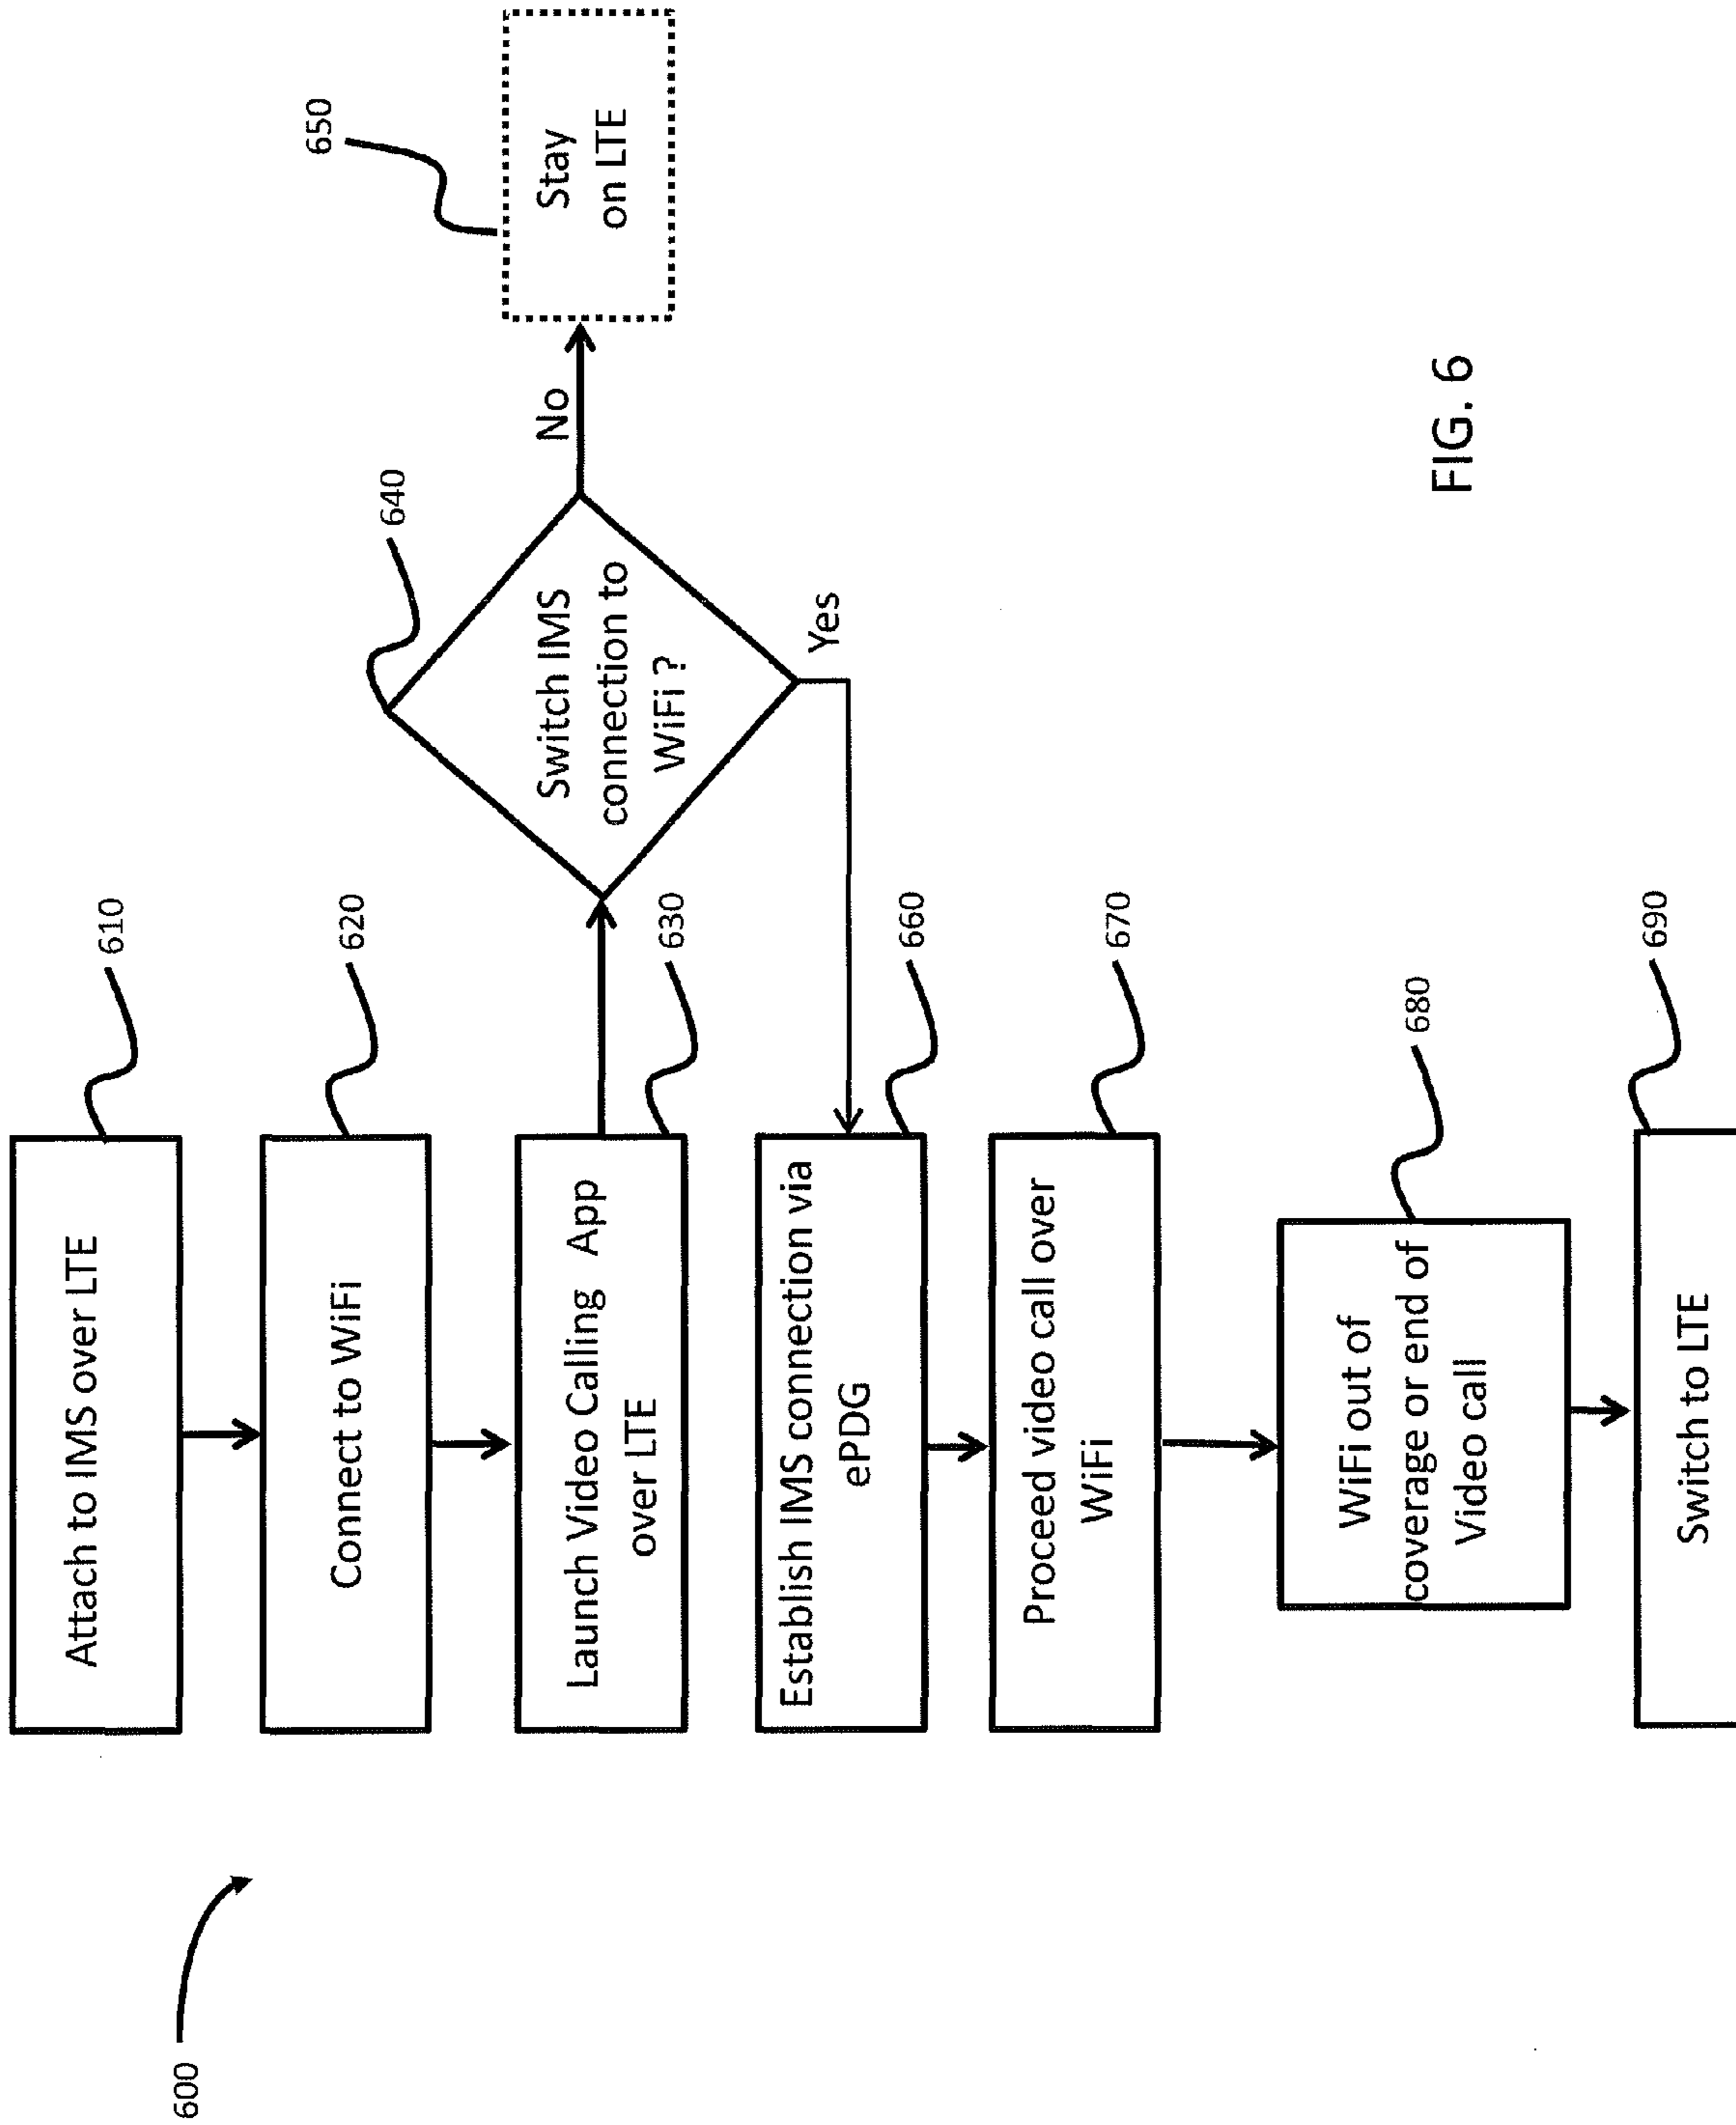 600
Attach to IMS over LTE
610
Connect to WiFi
620
Launch Video Calling App
over LTE
630
Switch IMS
connection to
WiFi ?
640
No
Stay
on LTE
650
Yes
Establish IMS connection via
ePDG
660
Proceed video call over
WiFi
670
WiFi out of
coverage or end of
Video call
680
Switch to LTE
690
FIG. 6